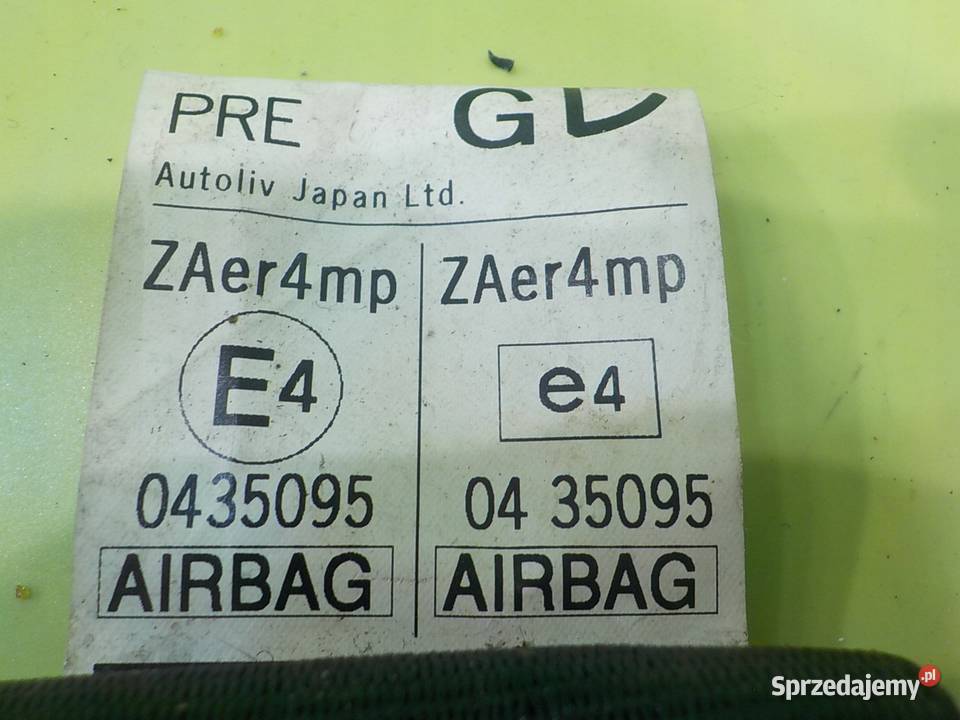 PRE GD
Autoliv Japan Ltd.
ZAer4mp ZAer4mp
E4 e4
0435095 04 35095
AIRBAG AIRBAG
Sprzedajemy.pl